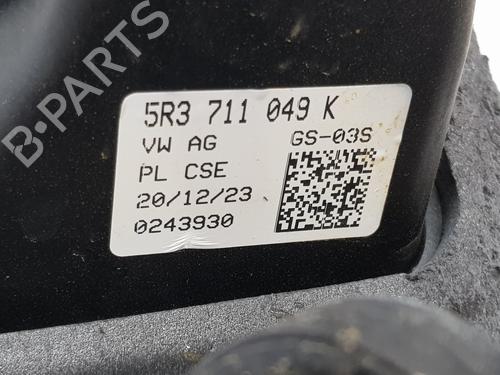 B-PARTS
5R3 711 049 K
VW AG GS-03S
PL CSE
20/12/23
0243930